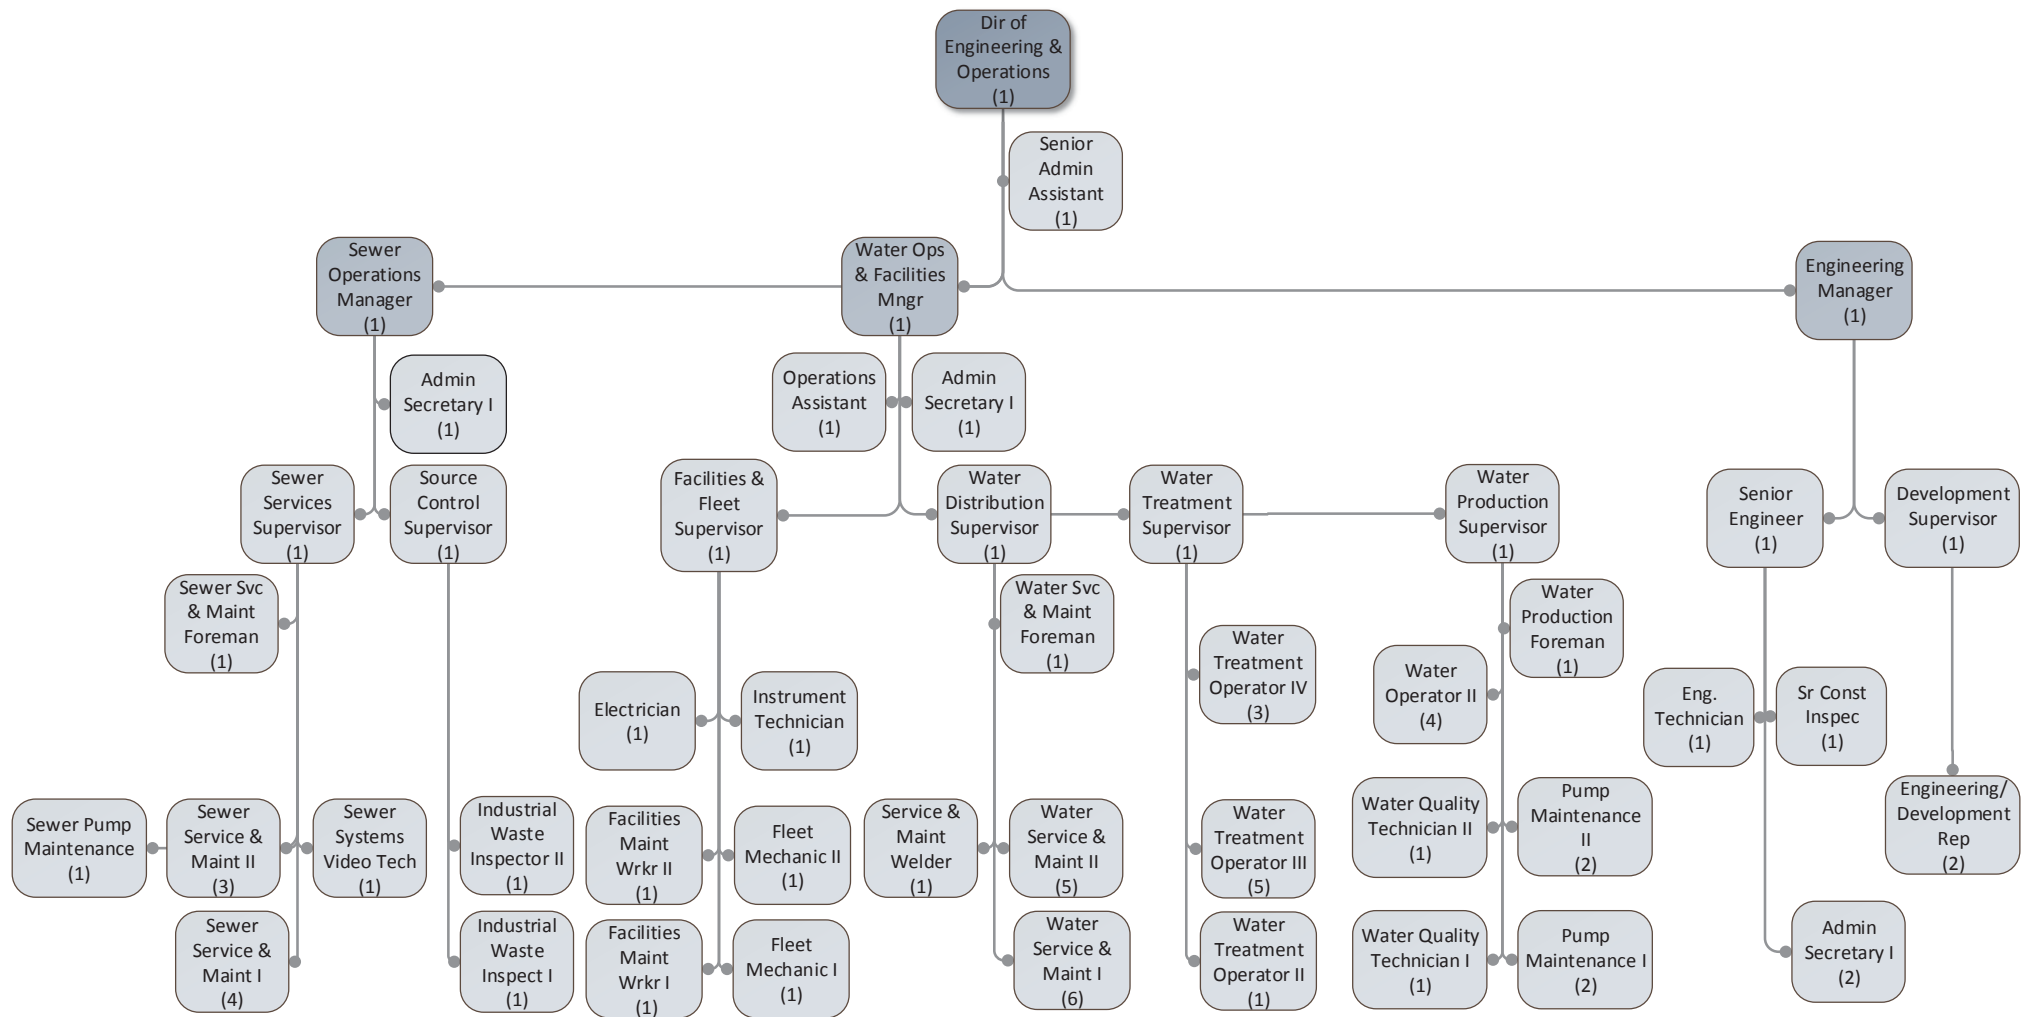 Dir of
Engineering &
Operations
(1)
Senior
Admin
Assistant
(1)
Sewer
Operations
Manager
(1)
Water Ops
& Facilities
Mngr
(1)
Engineering
Manager
(1)
Admin
Secretary I
(1)
Operations
Assistant
(1)
Admin
Secretary I
(1)
Sewer
Services
Supervisor
(1)
Source
Control
Supervisor
(1)
Facilities &
Fleet
Supervisor
(1)
Water
Distribution
Supervisor
(1)
Water
Treatment
Supervisor
(1)
Water
Production
Supervisor
(1)
Senior
Engineer
(1)
Development
Supervisor
(1)
Sewer Svc
& Maint
Foreman
(1)
Water Svc
& Maint
Foreman
(1)
Water
Production
Foreman
(1)
Water
Treatment
Operator IV
(3)
Water
Operator II
(4)
Electrician
(1)
Instrument
Technician
(1)
Eng.
Technician
(1)
Sr Const
Inspec
(1)
Sewer Pump
Maintenance
(1)
Sewer
Service &
Maint II
(3)
Sewer
Systems
Video Tech
(1)
Industrial
Waste
Inspector II
(1)
Facilities
Maint
Wrkr II
(1)
Fleet
Mechanic II
(1)
Service &
Maint
Welder
(1)
Water
Service &
Maint II
(5)
Water
Treatment
Operator III
(5)
Water Quality
Technician II
(1)
Pump
Maintenance
II
(2)
Engineering/
Development
Rep
(2)
Sewer
Service &
Maint I
(4)
Industrial
Waste
Inspect I
(1)
Facilities
Maint
Wrkr I
(1)
Fleet
Mechanic I
(1)
Water
Service &
Maint I
(6)
Water
Treatment
Operator II
(1)
Water Quality
Technician I
(1)
Pump
Maintenance I
(2)
Admin
Secretary I
(2)